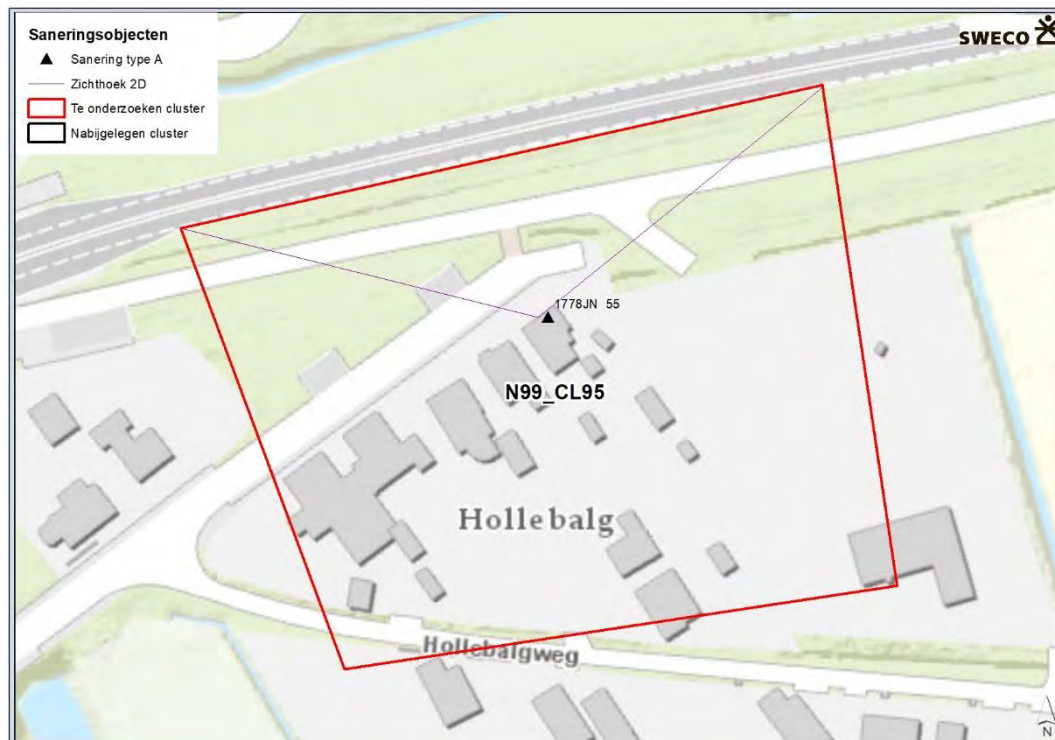 Saneringsobjecten
Sanering type A
Zichthoek 2D
Te onderzoeken cluster
Nabijgelegen cluster
SWECO
1778JN 55
N99_CL95
Hollebalg
Hollebalgweg
N